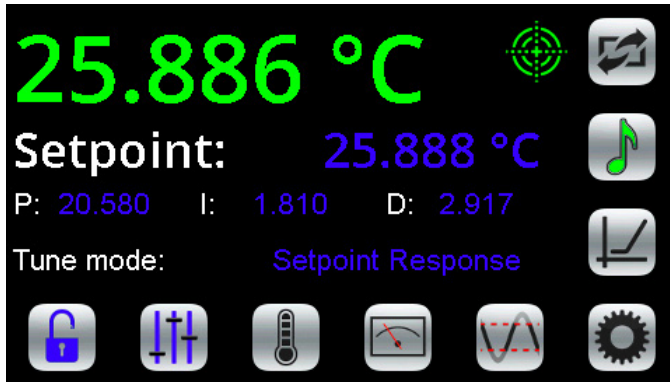 25.886 °C
Setpoint: 25.888 °C
P: 20.580 I: 1.810 D: 2.917
Tune mode: Setpoint Response